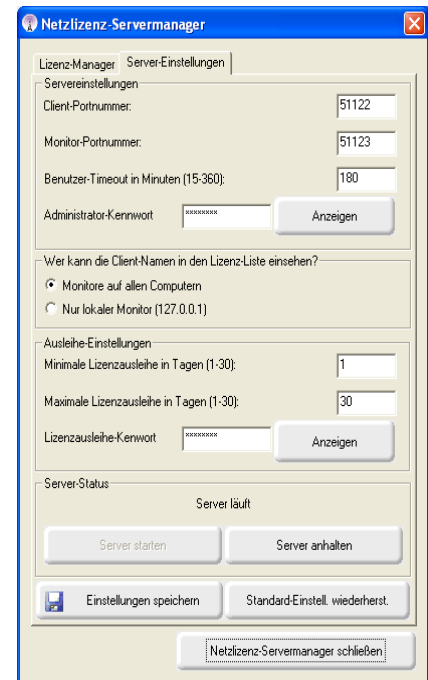 Netzlizenz-Servermanager
Lizenz-Manager Server-Einstellungen
Servereinstellungen
Client-Portnummer: 51122
Monitor-Portnummer: 51123
Benutzer-Timeout in Minuten (15-360): 180
Administrator-Kennwort xxxxxxxx Anzeigen
Wer kann die Client-Namen in den Lizenz-Liste einsehen?
Monitore auf allen Computern
Nur lokaler Monitor (127.0.0.1)
Ausleihe-Einstellungen
Minimale Lizenzausleihe in Tagen (1-30): 1
Maximale Lizenzausleihe in Tagen (1-30): 30
Lizenzausleihe-Kenwort xxxxxxxx Anzeigen
Server-Status
Server läuft
Server starten Server anhalten
Einstellungen speichern Standard-Einstell. wiederherst.
Netzlizenz-Servermanager schließen